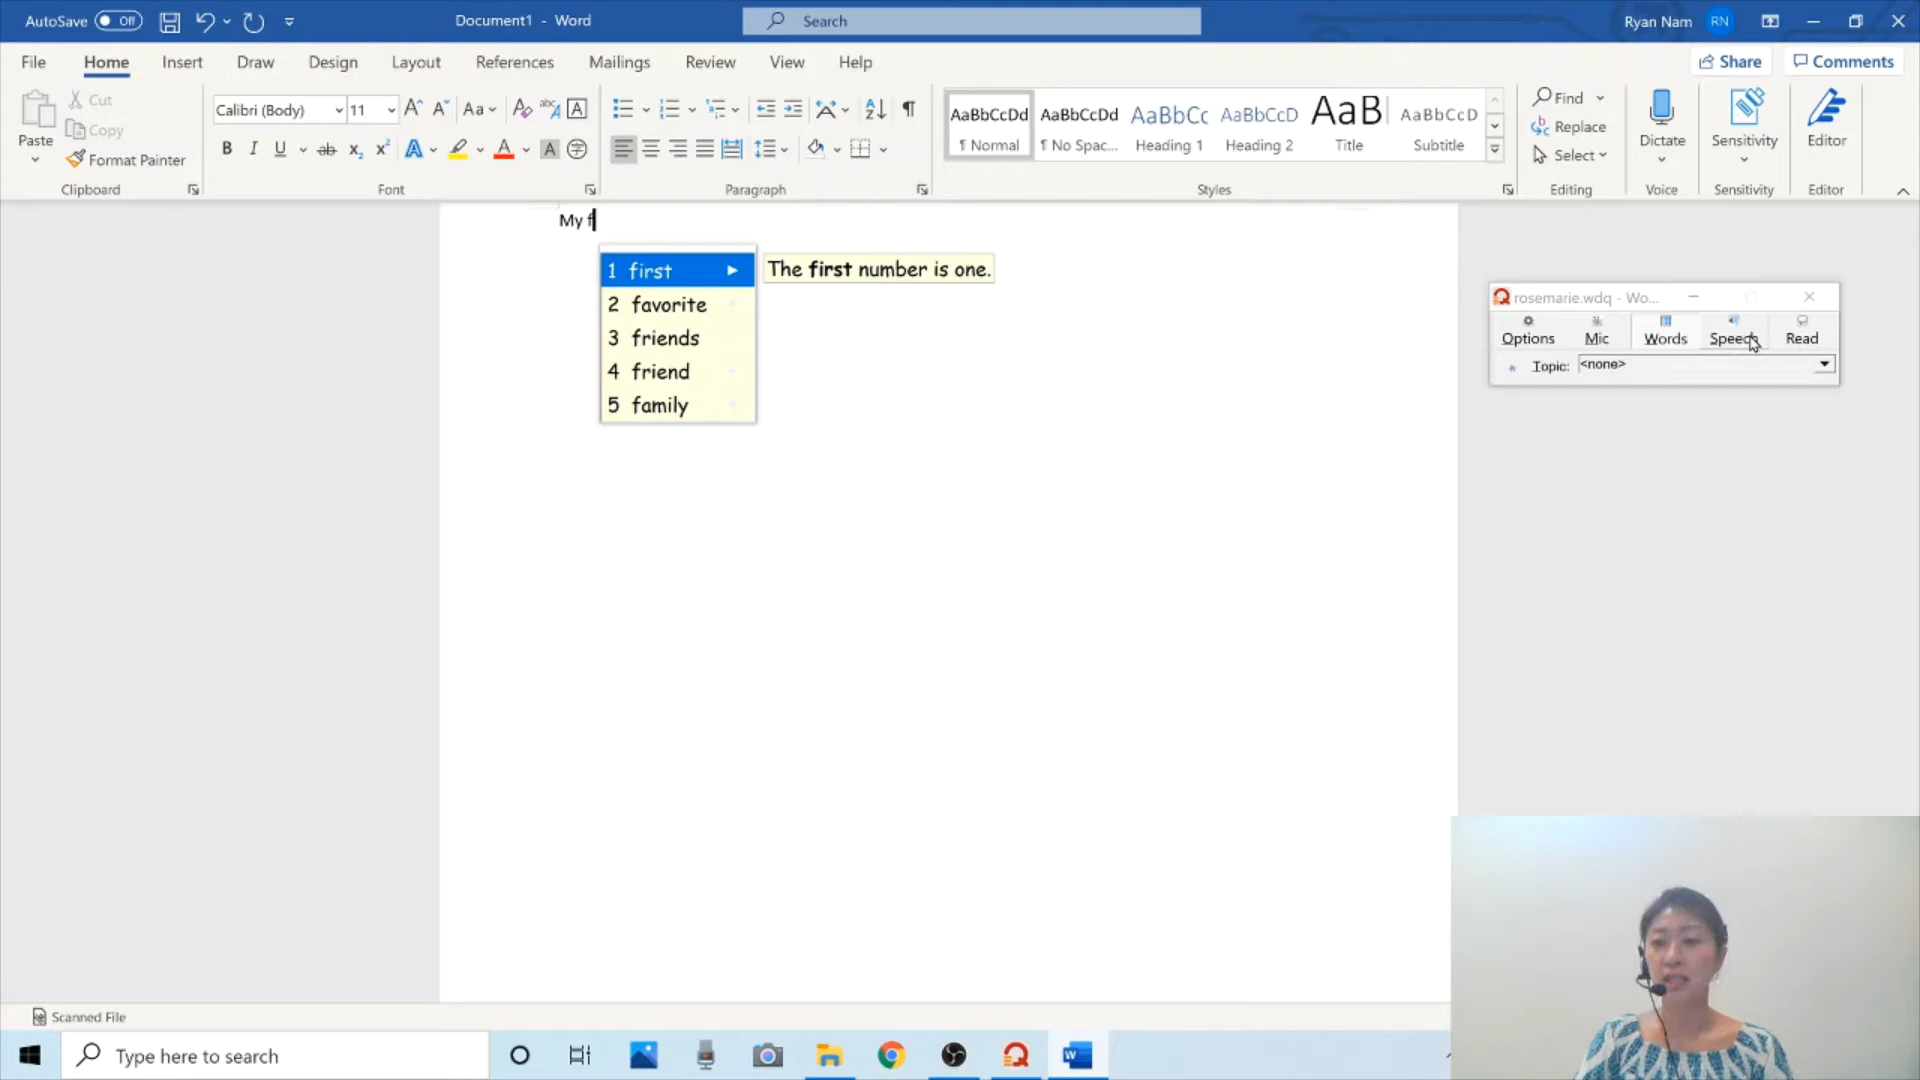 AutoSave Off Document1 - Word Search Ryan Nam RN
File Home Insert Draw Design Layout References Mailings Review View Help Share Comments
Paste Cut Copy Format Painter Clipboard
Calibri (Body) 11 Font
Paragraph
AaBbCcDd ¶ Normal
AaBbCcDd ¶ No Spac...
AaBbCc Heading 1
AaBbCcD Heading 2
AaB Title
AaBbCcD Subtitle
Styles
Find Replace Select Editing
Dictate Voice
Sensitivity Sensitivity
Editor Editor
My f
1 first
2 favorite
3 friends
4 friend
5 family
The first number is one.
rosemarie.wdq - Wo...
Options Mic Words Speech Read
Topic: <none>
Scanned File
Type here to search